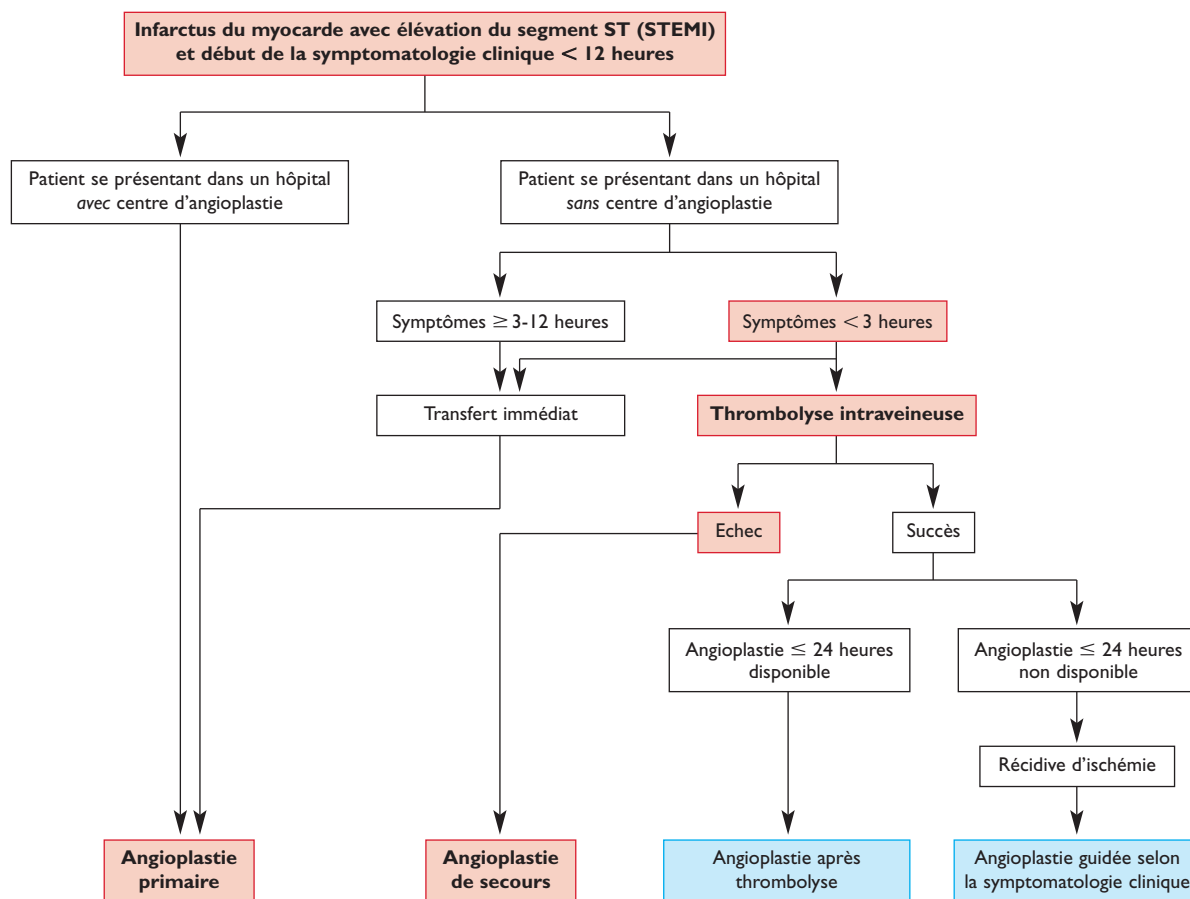 Infarctus du myocarde avec élévation du segment ST (STEMI)
et début de la symptomatologie clinique < 12 heures
Patient se présentant dans un hôpital
avec centre d'angioplastie
Patient se présentant dans un hôpital
sans centre d'angioplastie
Symptômes ≥ 3-12 heures
Symptômes < 3 heures
Transfert immédiat
Thrombolyse intraveineuse
Echec
Succès
Angioplastie ≤ 24 heures
disponible
Angioplastie ≤ 24 heures
non disponible
Récidive d'ischémie
Angioplastie
primaire
Angioplastie
de secours
Angioplastie après
thrombolyse
Angioplastie guidée selon
la symptomatologie clinique